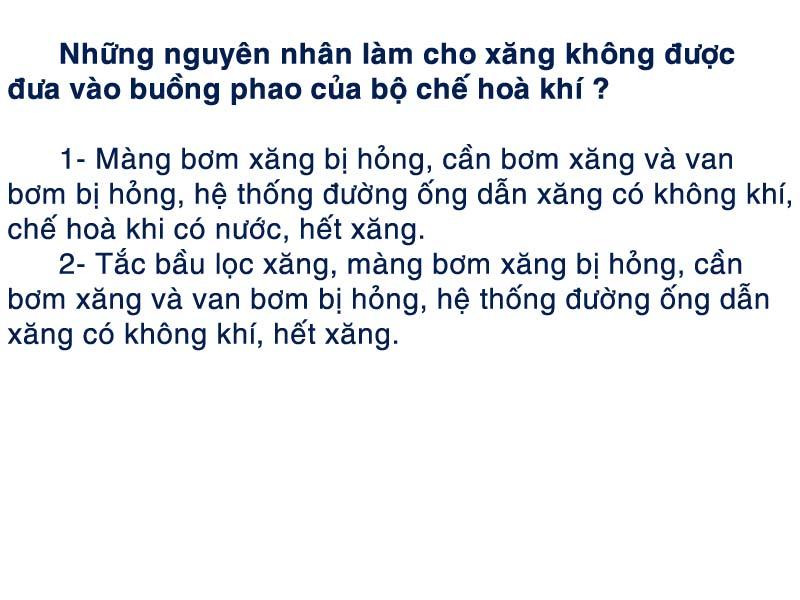 Những nguyên nhân làm cho xăng không được
đưa vào buồng phao của bộ chế hoà khí ?
1- Màng bơm xăng bị hỏng, cần bơm xăng và van
bơm bị hỏng, hệ thống đường ống dẫn xăng có không khí,
chế hoà khi có nước, hết xăng.
2- Tắc bầu lọc xăng, màng bơm xăng bị hỏng, cần
bơm xăng và van bơm bị hỏng, hệ thống đường ống dẫn
xăng có không khí, hết xăng.